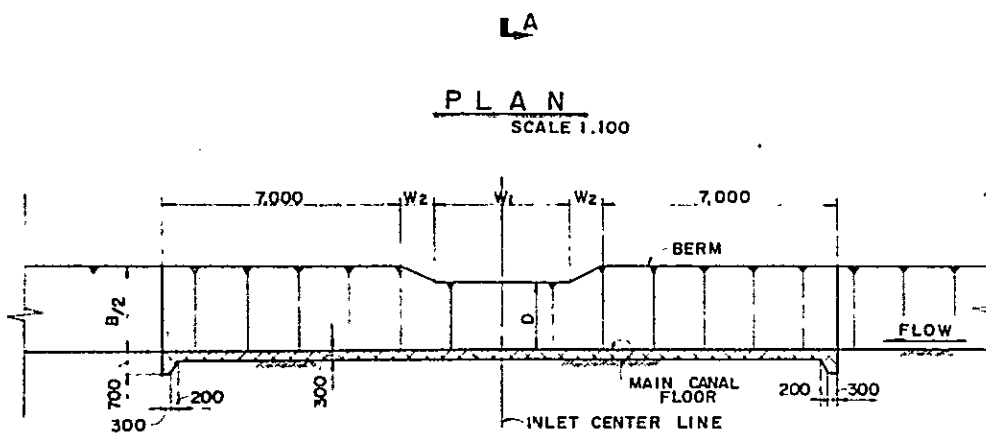 A
PLAN
SCALE 1.100
7,000 W2 W1 W2 7,000
BERM
B/2
D
FLOW
700
200
300
300
MAIN CANAL
FLOOR
200
300
INLET CENTER LINE